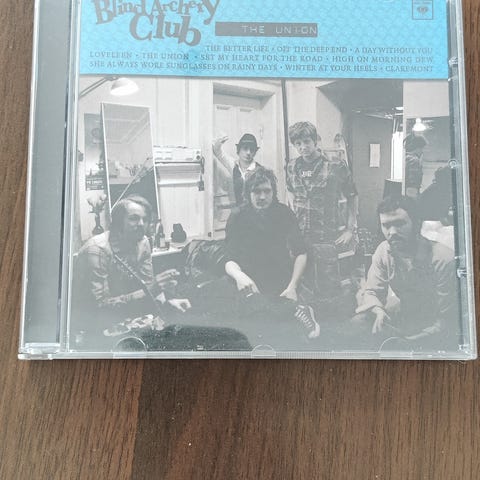 Blind Archery
Club
THE UNION
THE BETTER LIFE • OFF THE DEEP END • A DAY WITHOUT YOU
LOVELEEN • THE UNION • SET MY HEART FOR THE ROAD • HIGH ON MORNING DEW
SHE ALWAYS WORE SUNGLASSES ON RAINY DAYS • WINTER AT YOUR HEELS • CLAREMONT